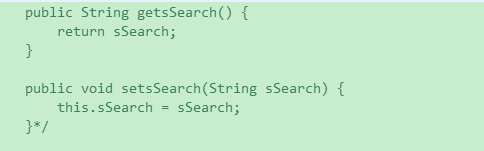 public String getsSearch() {
    return sSearch;
}

public void setsSearch(String sSearch) {
    this.sSearch = sSearch;
}*/